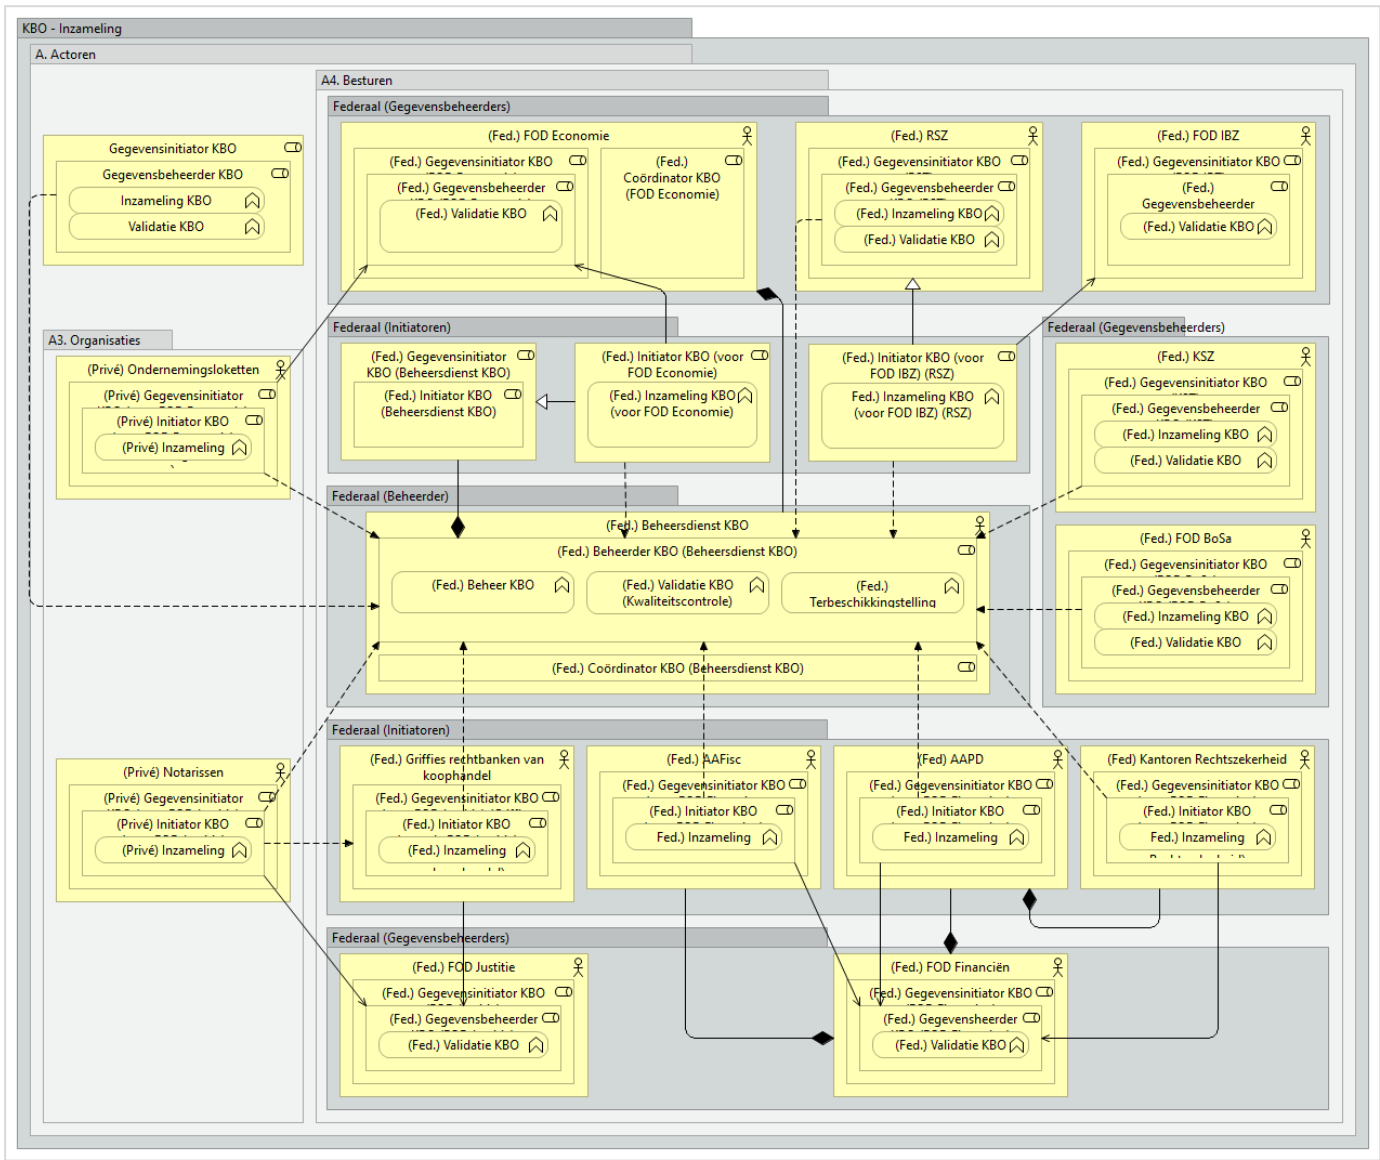 KBO - Inzameling
A. Actoren
A4. Besturen
Federaal (Gegevensbeheerders)
Gegevensinitiator KBO
Gegevensbeheerder KBO
Inzameling KBO
Validatie KBO
(Fed.) FOD Economie
(Fed.) Gegevensinitiator KBO
(Fed.) Gegevensbeheerder
(Fed.) Validatie KBO
(Fed.)
Coördinator KBO
(FOD Economie)
(Fed.) RSZ
(Fed.) Gegevensinitiator KBO
(Fed.) Gegevensbeheerder
(Fed.) Inzameling KBO
(Fed.) Validatie KBO
(Fed.) FOD IBZ
(Fed.) Gegevensinitiator KBO
(Fed.)
Gegevensbeheerder
(Fed.) Validatie KBO
A3. Organisaties
(Privé) Ondernemingsloketten
(Privé) Gegevensinitiator
(Privé) Initiator KBO
(Privé) Inzameling
Federaal (Initiatoren)
(Fed.) Gegevensinitiator
KBO (Beheersdienst KBO)
(Fed.) Initiator KBO
(Beheersdienst KBO)
(Fed.) Initiator KBO (voor
FOD Economie)
(Fed.) Inzameling KBO
(voor FOD Economie)
(Fed.) Initiator KBO (voor
FOD IBZ) (RSZ)
Fed.) Inzameling KBO
(voor FOD IBZ) (RSZ)
Federaal (Gegevensbeheerders)
(Fed.) KSZ
(Fed.) Gegevensinitiator KBO
(Fed.) Gegevensbeheerder
(Fed.) Inzameling KBO
(Fed.) Validatie KBO
Federaal (Beheerder)
(Fed.) Beheersdienst KBO
(Fed.) Beheerder KBO (Beheersdienst KBO)
(Fed.) Beheer KBO
(Fed.) Validatie KBO
(Kwaliteitscontrole)
(Fed.)
Terbeschikkingstelling
(Fed.) Coördinator KBO (Beheersdienst KBO)
(Fed.) FOD BoSa
(Fed.) Gegevensinitiator KBO
(Fed.) Gegevensbeheerder
(Fed.) Inzameling KBO
(Fed.) Validatie KBO
(Privé) Notarissen
(Privé) Gegevensinitiator
(Privé) Initiator KBO
(Privé) Inzameling
Federaal (Initiatoren)
(Fed.) Griffies rechtbanken van
koophandel
(Fed.) Gegevensinitiator KBO
(Fed.) Initiator KBO
(Fed.) Inzameling
(Fed.) AAFisc
(Fed.) Gegevensinitiator KBO
(Fed.) Initiator KBO
Fed.) Inzameling
(Fed) AAPD
(Fed.) Gegevensinitiator KBO
(Fed.) Initiator KBO
Fed.) Inzameling
(Fed) Kantoren Rechtszekerheid
(Fed.) Gegevensinitiator KBO
(Fed.) Initiator KBO
Fed.) Inzameling
Federaal (Gegevensbeheerders)
(Fed.) FOD Justitie
(Fed.) Gegevensinitiator KBO
(Fed.) Gegevensbeheerder
(Fed.) Validatie KBO
(Fed.) FOD Financiën
(Fed.) Gegevensinitiator KBO
(Fed.) Gegevensheerder
(Fed.) Validatie KBO